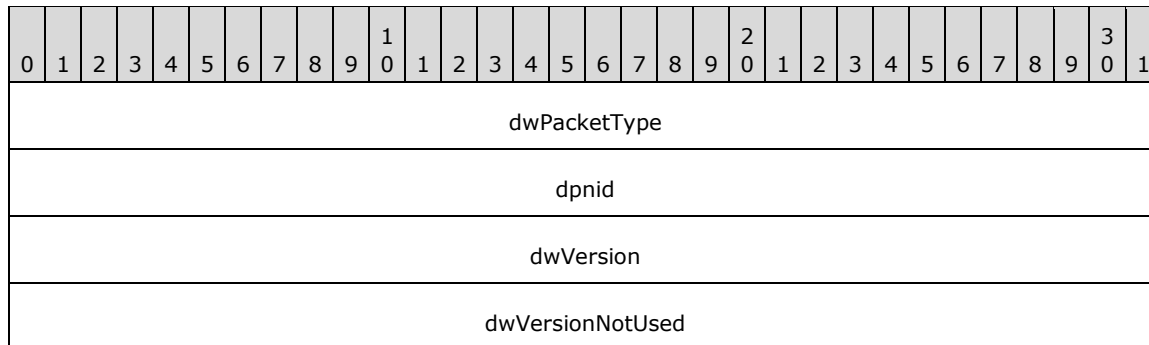 1 2 3
0 1 2 3 4 5 6 7 8 9 0 1 2 3 4 5 6 7 8 9 0 1 2 3 4 5 6 7 8 9 0 1
dwPacketType
dpnid
dwVersion
dwVersionNotUsed